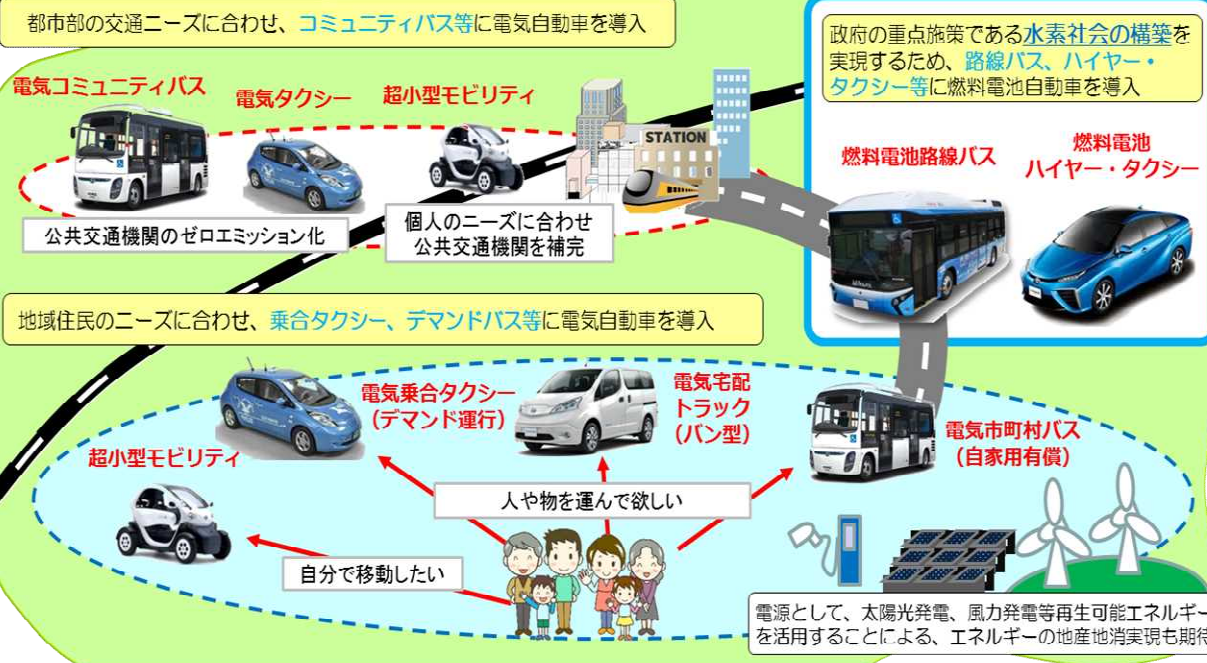 都市部の交通ニーズに合わせ、コミュニティバス等に電気自動車を導入
電気コミュニティバス
電気タクシー
超小型モビリティ
STATION
公共交通機関のゼロエミッション化
個人のニーズに合わせ
公共交通機関を補完
政府の重点施策である水素社会の構築を
実現するため、路線バス、ハイヤー・
タクシー等に燃料電池自動車を導入
燃料電池路線バス
燃料電池
ハイヤー・タクシー
地域住民のニーズに合わせ、乗合タクシー、デマンドバス等に電気自動車を導入
電気乗合タクシー
（デマンド運行）
電気宅配
トラック
（バン型）
電気市町村バス
（自家用有償）
超小型モビリティ
人や物を運んで欲しい
自分で移動したい
電源として、太陽光発電、風力発電等再生可能エネルギー
を活用することによる、エネルギーの地産地消実現も期待